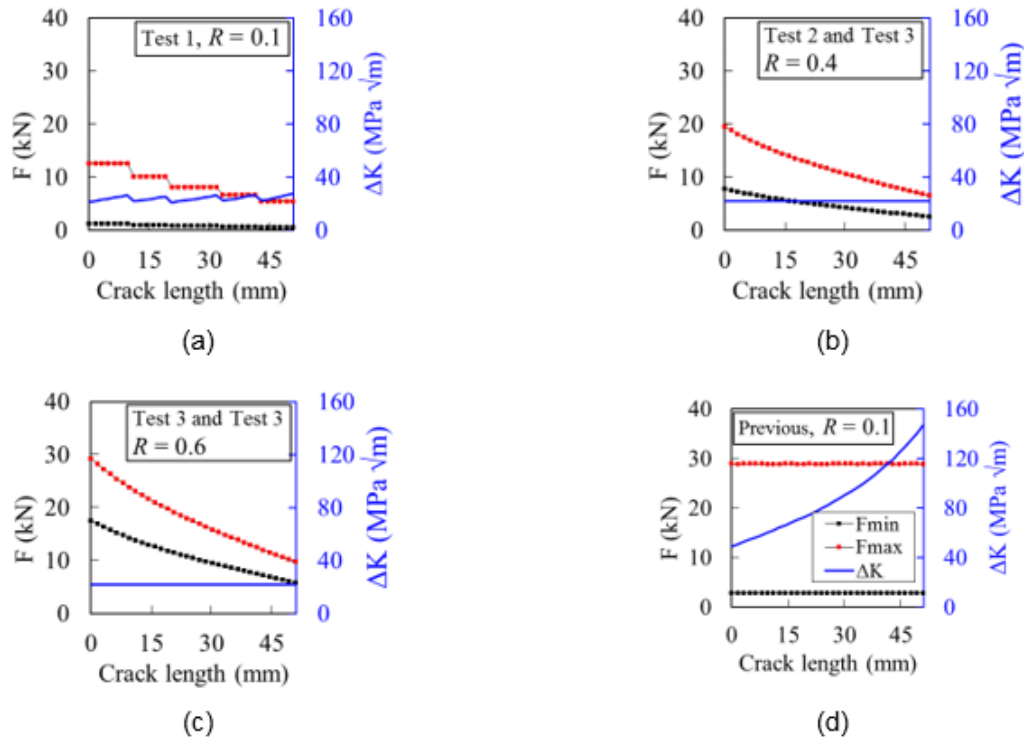 40
30
20
10
0
F (kN)
Test 1, R = 0.1
160
120
80
40
0
ΔK (MPa √m)
0 15 30 45
Crack length (mm)
(a)
40
30
20
10
0
F (kN)
Test 2 and Test 3
R = 0.4
160
120
80
40
0
ΔK (MPa √m)
0 15 30 45
Crack length (mm)
(b)
40
30
20
10
0
F (kN)
Test 3 and Test 3
R = 0.6
160
120
80
40
0
ΔK (MPa √m)
0 15 30 45
Crack length (mm)
(c)
40
30
20
10
0
F (kN)
Previous, R = 0.1
Fmin
Fmax
ΔK
160
120
80
40
0
ΔK (MPa √m)
0 15 30 45
Crack length (mm)
(d)